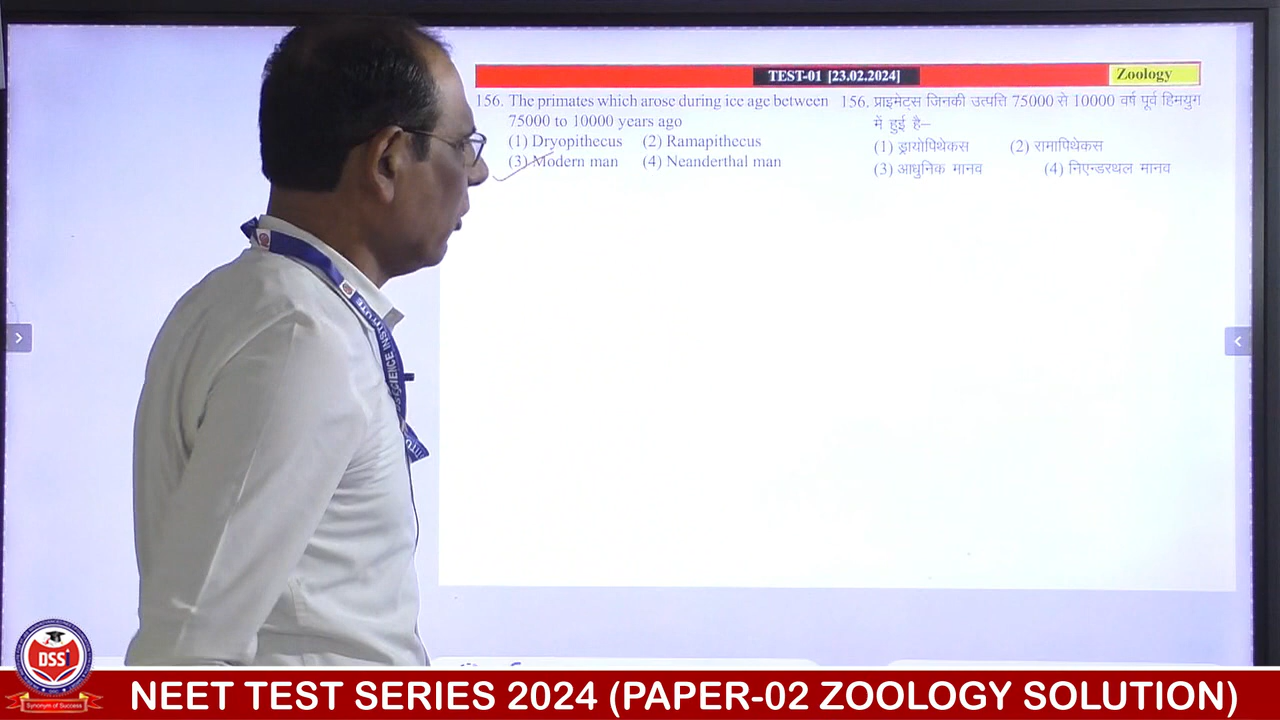 TEST-01 [23.02.2024]
Zoology
156. The primates which arose during ice age between
75000 to 10000 years ago
(1) Dryopithecus (2) Ramapithecus
(3) Modern man (4) Neanderthal man
156. प्राइमेट्स जिनकी उत्पत्ति 75000 से 10000 वर्ष पूर्व हिमयुग
में हुई है–
(1) ड्रायोपिथेकस (2) रामापिथेकस
(3) आधुनिक मानव (4) निएन्डरथल मानव
SCIENCE INSTITUTE
DSSi
Synonym of Success
NEET TEST SERIES 2024 (PAPER-02 ZOOLOGY SOLUTION)